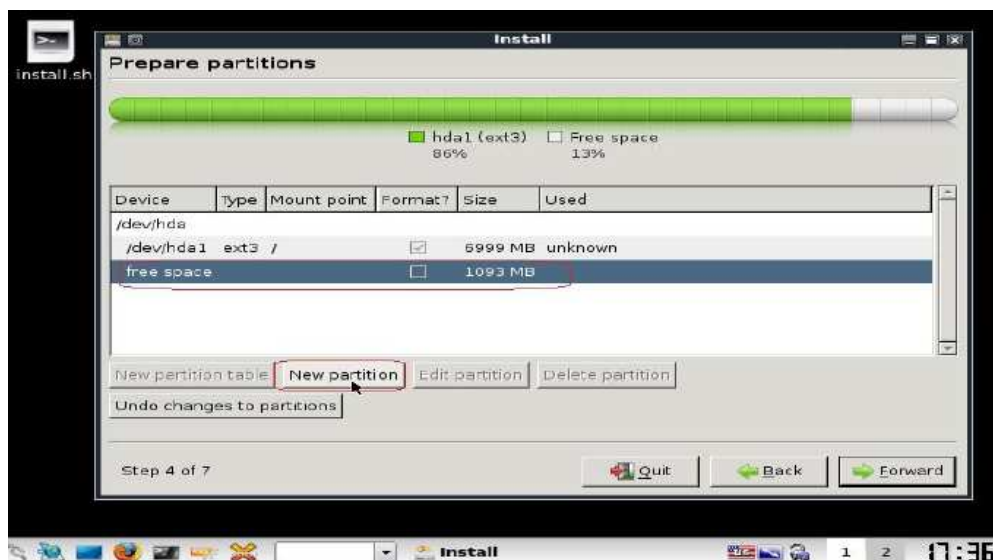 install.sh
Install
Prepare partitions
hda1 (ext3) Free space
86% 13%
Device Type Mount point Format? Size Used
/dev/hda
/dev/hda1 ext3 / 6999 MB unknown
free space 1093 MB
New partition table New partition Edit partition Delete partition
Undo changes to partitions
Step 4 of 7 Quit Back Forward
Install 1 2 17:36